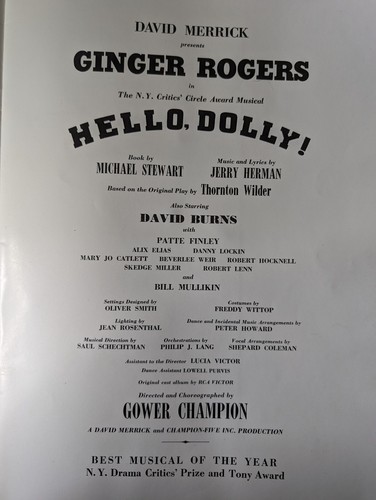 DAVID MERRICK
presents
GINGER ROGERS
in
The N.Y. Critics' Circle Award Musical
HELLO, DOLLY!
Book by
MICHAEL STEWART
Music and Lyrics by
JERRY HERMAN
Based on the Original Play by Thornton Wilder
Also Starring
DAVID BURNS
with
PATTE FINLEY
ALIX ELIAS DANNY LOCKIN
MARY JO CATLETT BEVERLEE WEIR ROBERT HOCKNELL
SKEDGE MILLER ROBERT LENN
and
BILL MULLIKIN
Settings Designed by
OLIVER SMITH
Costumes by
FREDDY WITTOP
Lighting by
JEAN ROSENTHAL
Dance and Incidental Music Arrangements by
PETER HOWARD
Musical Direction by
SAUL SCHECHTMAN
Orchestrations by
PHILIP J. LANG
Vocal Arrangements by
SHEPARD COLEMAN
Assistant to the Director LUCIA VICTOR
Dance Assistant LOWELL PURVIS
Original cast album by RCA VICTOR
Directed and Choreographed by
GOWER CHAMPION
A DAVID MERRICK and CHAMPION-FIVE INC. PRODUCTION
BEST MUSICAL OF THE YEAR
N.Y. Drama Critics' Prize and Tony Award